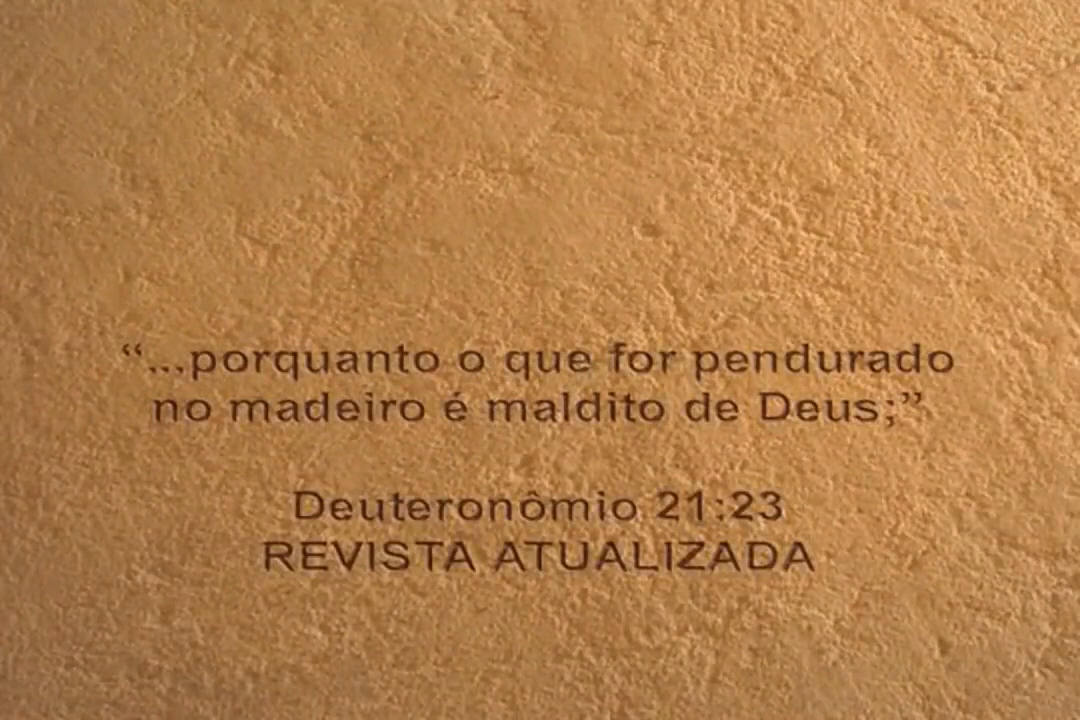 “...porquanto o que for pendurado
no madeiro é maldito de Deus;”
Deuteronômio 21:23
REVISTA ATUALIZADA